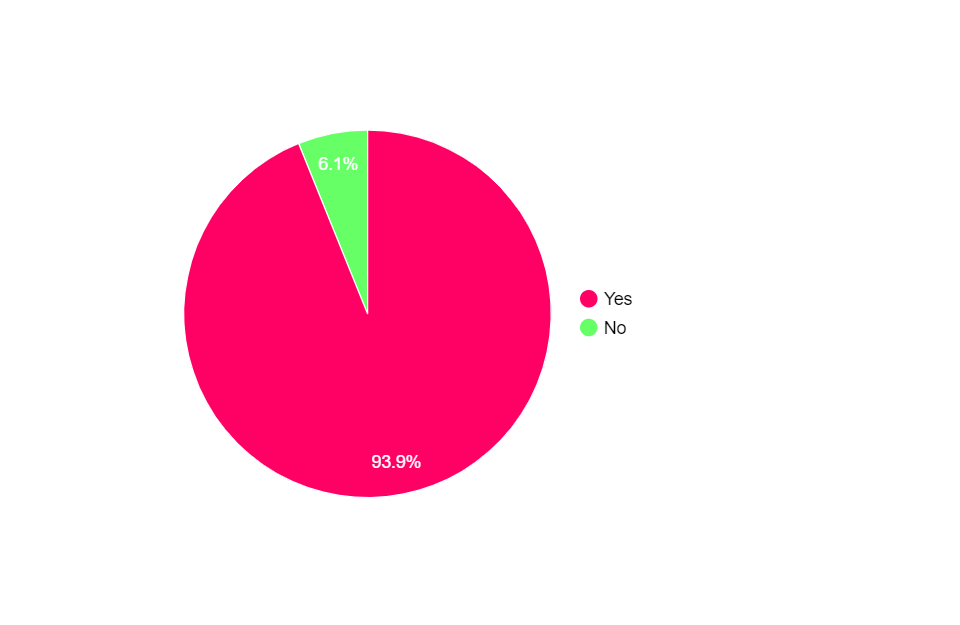 6.1%
Yes
No
93.9%